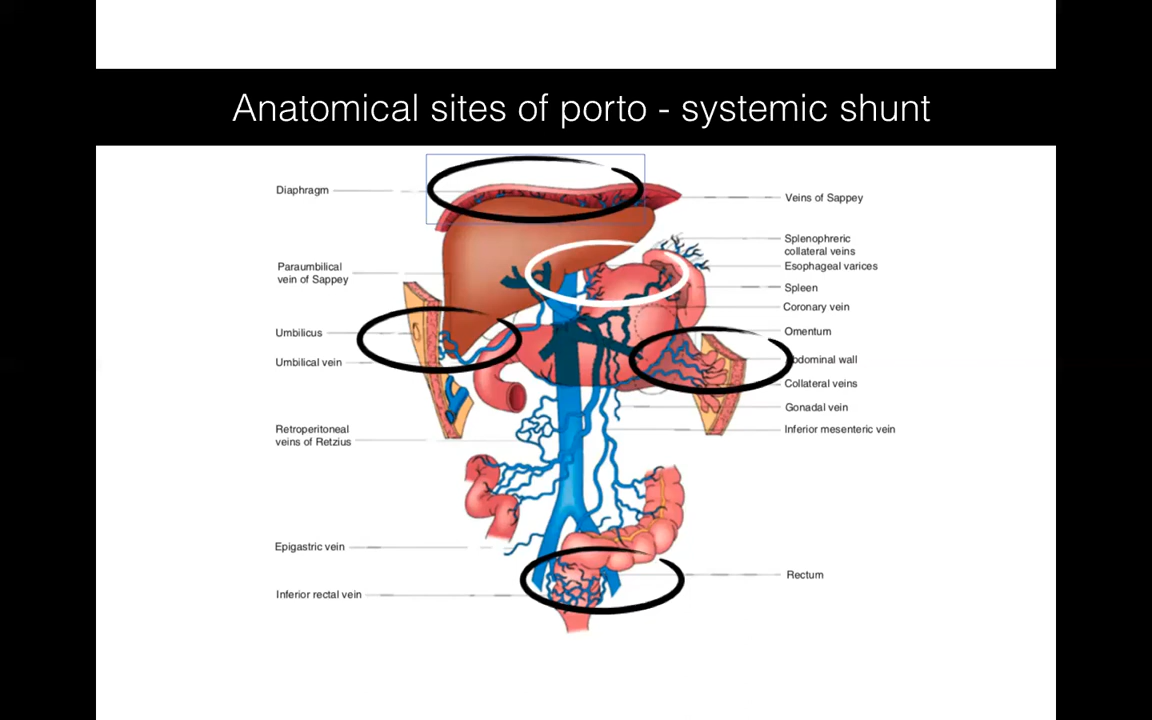 Anatomical sites of porto - systemic shunt
Diaphragm
Paraumbilical
vein of Sappey
Umbilicus
Umbilical vein
Retroperitoneal
veins of Retzius
Epigastric vein
Inferior rectal vein
Veins of Sappey
Splenophreric
collateral veins
Esophageal varices
Spleen
Coronary vein
Omentum
bdominal wall
Collateral veins
Gonadal vein
Inferior mesenteric vein
Rectum